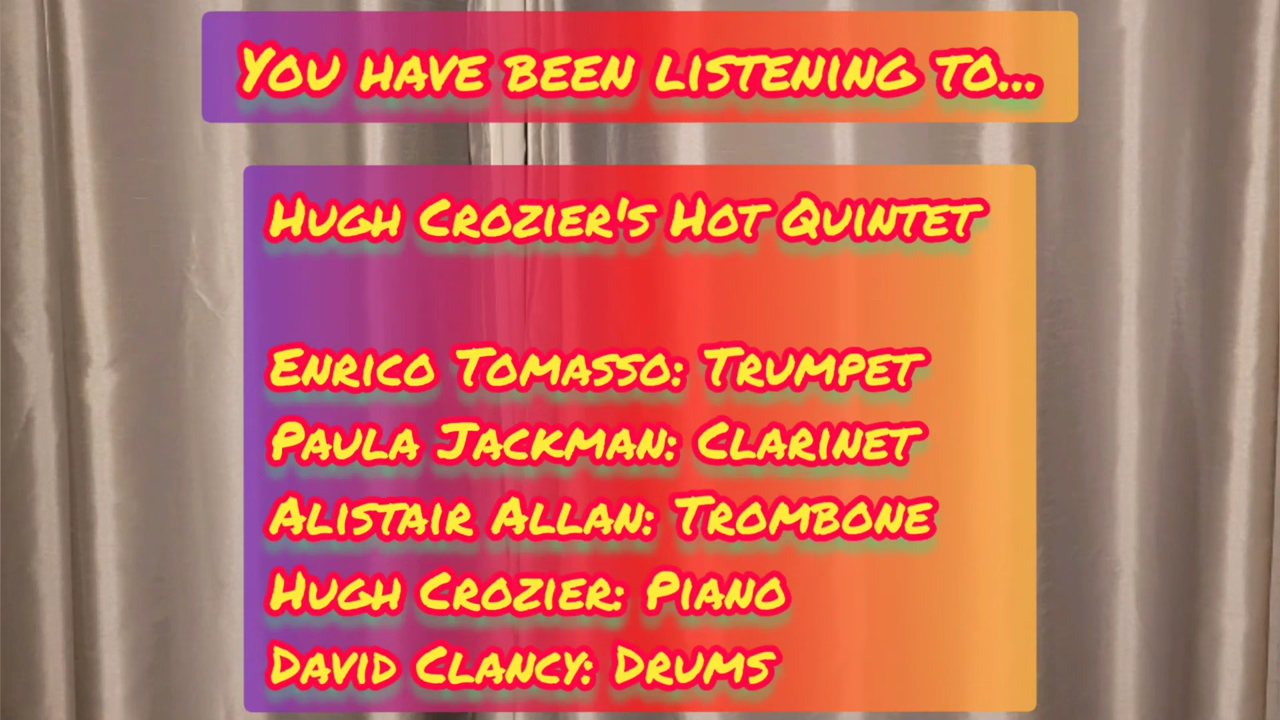 You have been listening to...
Hugh Crozier's Hot Quintet
Enrico Tomasso: Trumpet
Paula Jackman: Clarinet
Alistair Allan: Trombone
Hugh Crozier: Piano
David Clancy: Drums